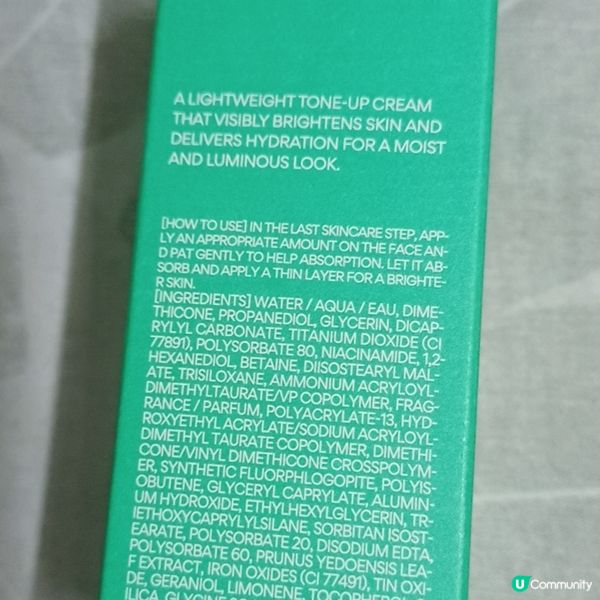 A LIGHTWEIGHT TONE-UP CREAM
THAT VISIBLY BRIGHTENS SKIN AND
DELIVERS HYDRATION FOR A MOIST
AND LUMINOUS LOOK.
[HOW TO USE] IN THE LAST SKINCARE STEP, APP-
LY AN APPROPRIATE AMOUNT ON THE FACE AN-
D PAT GENTLY TO HELP ABSORPTION. LET IT AB-
SORB AND APPLY A THIN LAYER FOR A BRIGHTE-
R SKIN.
[INGREDIENTS] WATER / AQUA / EAU, DIME-
THICONE, PROPANEDIOL, GLYCERIN, DICAP-
RYLYL CARBONATE, TITANIUM DIOXIDE (CI
77891), POLYSORBATE 80, NIACINAMIDE, 1,2-
HEXANEDIOL, BETAINE, DIISOSTEARYL MAL-
ATE, TRISILOXANE, AMMONIUM ACRYLOYL-
DIMETHYLTAURATE/VP COPOLYMER, FRAG-
RANCE / PARFUM, POLYACRYLATE-13, HYD-
ROXYETHYL ACRYLATE/SODIUM ACRYLOYL-
DIMETHYL TAURATE COPOLYMER, DIMETHI-
CONE/VINYL DIMETHICONE CROSSPOLYM-
ER, SYNTHETIC FLUORPHLOGOPITE, POLYIS-
OBUTENE, GLYCERYL CAPRYLATE, ALUMIN-
UM HYDROXIDE, ETHYLHEXYLGLYCERIN, TR-
IETHOXYCAPRYLYLSILANE, SORBITAN ISOST-
EARATE, POLYSORBATE 20, DISODIUM EDTA,
POLYSORBATE 60, PRUNUS YEDOENSIS LEA-
F EXTRACT, IRON OXIDES (CI 77491), TIN OXI-
DE, GERANIOL, LIMONENE, TOCOPHEROL,
ILICA, GLYCINE
U Community